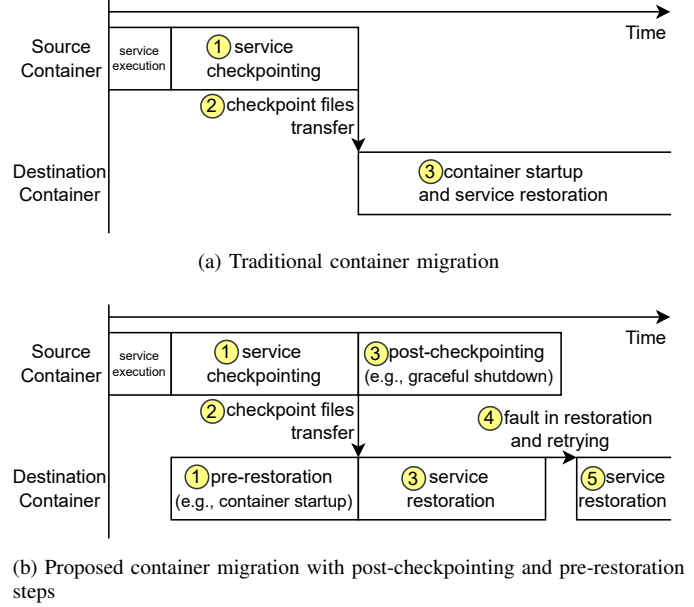 Time
Source
Container
service
execution
1 service
checkpointing
2 checkpoint files
transfer
Destination
Container
3 container startup
and service restoration
(a) Traditional container migration
Time
Source
Container
service
execution
1 service
checkpointing
3 post-checkpointing
(e.g., graceful shutdown)
2 checkpoint files
transfer
4 fault in restoration
and retrying
Destination
Container
1 pre-restoration
(e.g., container startup)
3 service
restoration
5 service
restoration
(b) Proposed container migration with post-checkpointing and pre-restoration
steps